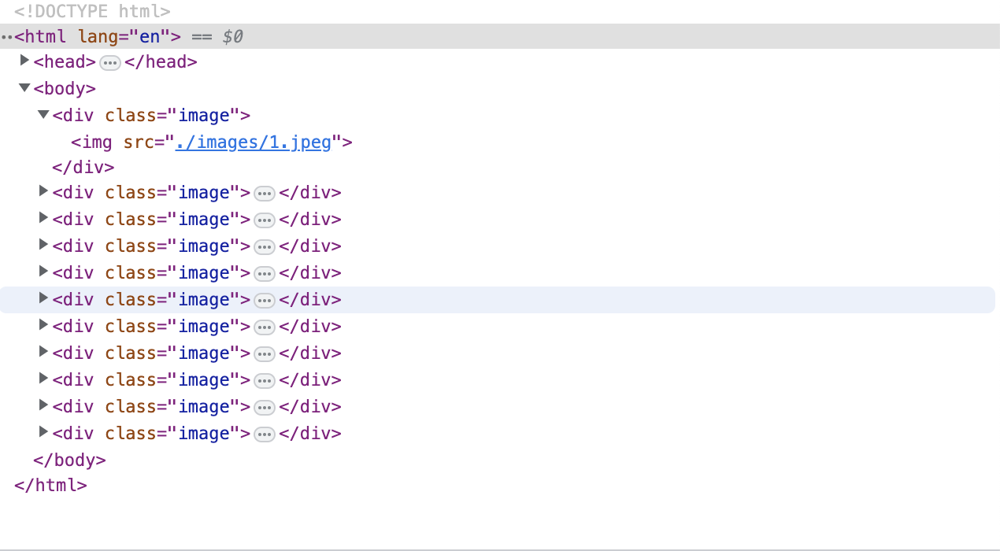 <!DOCTYPE html>
<html lang="en"> == $0
<head> ••• </head>
<body>
<div class="image">
<img src="./images/1.jpeg">
</div>
<div class="image"> ••• </div>
<div class="image"> ••• </div>
<div class="image"> ••• </div>
<div class="image"> ••• </div>
<div class="image"> ••• </div>
<div class="image"> ••• </div>
<div class="image"> ••• </div>
<div class="image"> ••• </div>
<div class="image"> ••• </div>
<div class="image"> ••• </div>
</body>
</html>